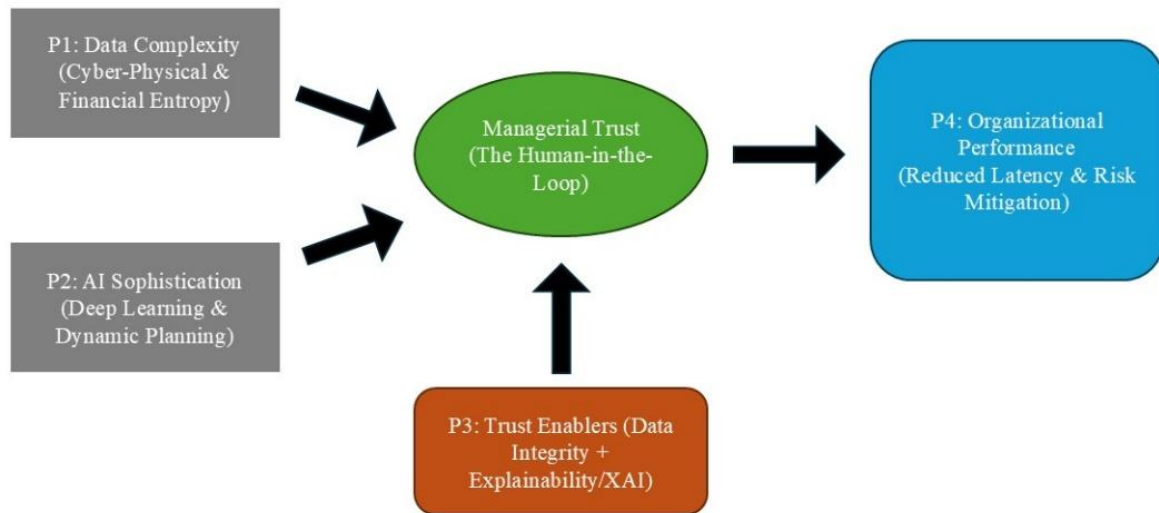 P1: Data Complexity
(Cyber-Physical &
Financial Entropy)
P2: AI Sophistication
(Deep Learning &
Dynamic Planning)
Managerial Trust
(The Human-in-the-
Loop)
P3: Trust Enablers (Data
Integrity +
Explainability/XAI)
P4: Organizational
Performance
(Reduced Latency & Risk
Mitigation)